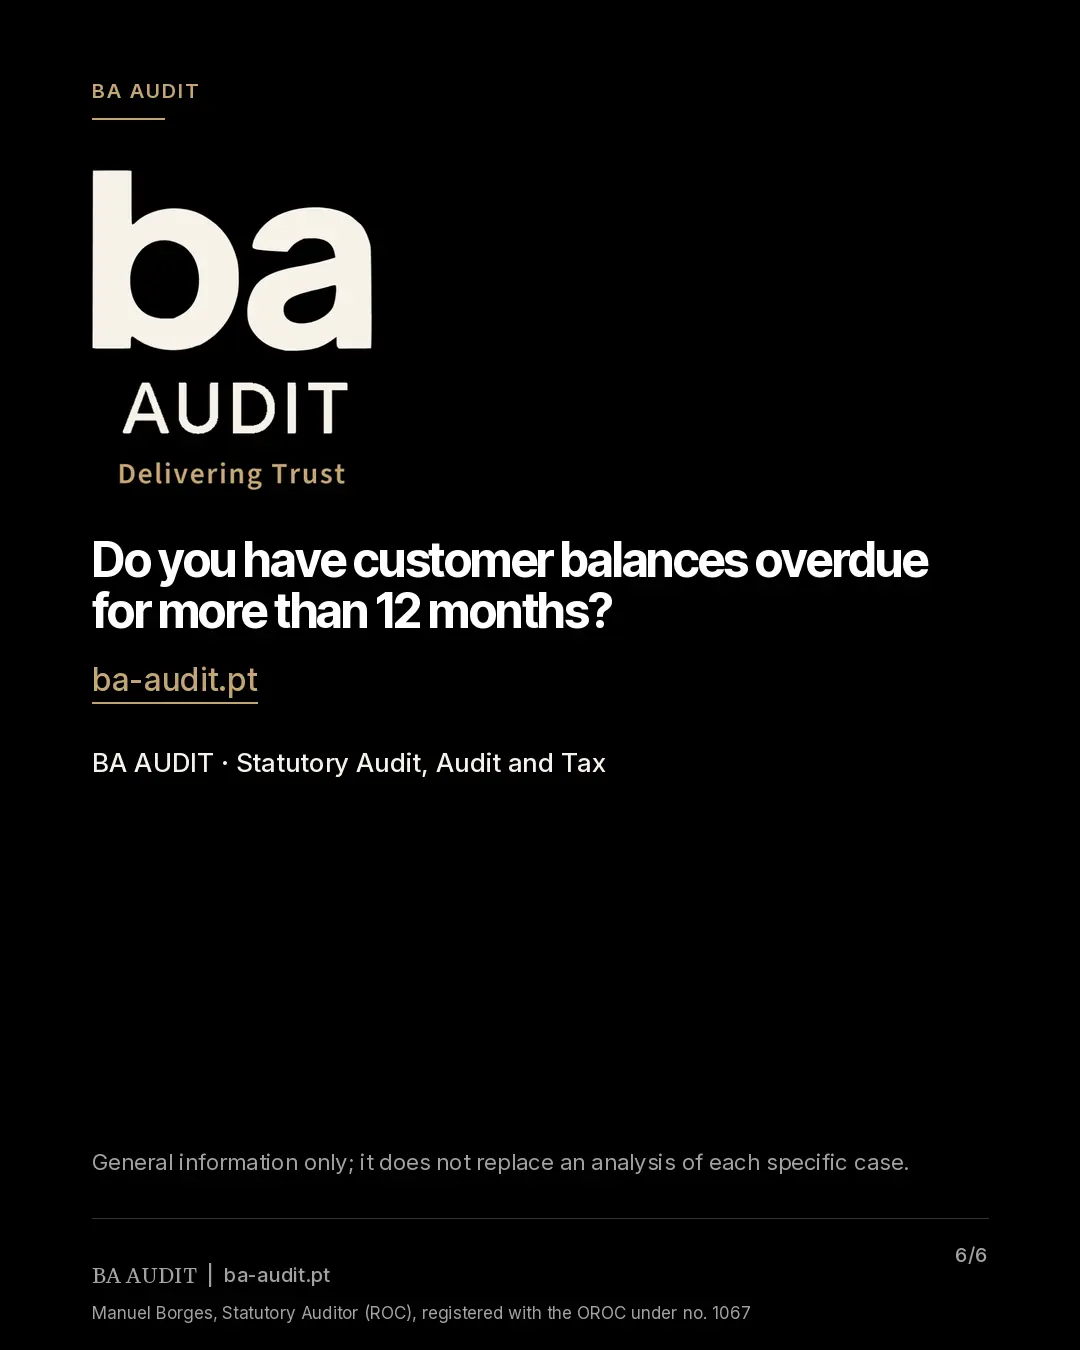 BA AUDIT
ba
AUDIT
Delivering Trust
Do you have customer balances overdue
for more than 12 months?
ba-audit.pt
BA AUDIT · Statutory Audit, Audit and Tax
General information only; it does not replace an analysis of each specific case.
6/6
BA AUDIT | ba-audit.pt
Manuel Borges, Statutory Auditor (ROC), registered with the OROC under no. 1067